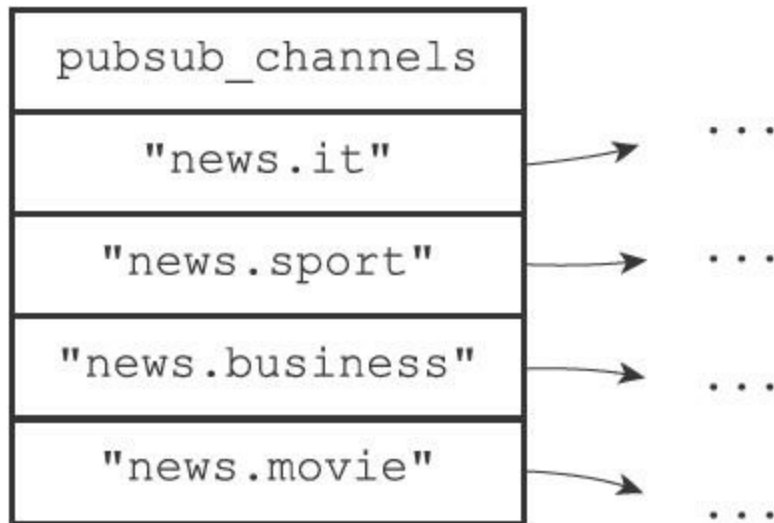 pubsub_channels
"news.it"
...
"news.sport"
...
"news.business"
...
"news.movie"
...